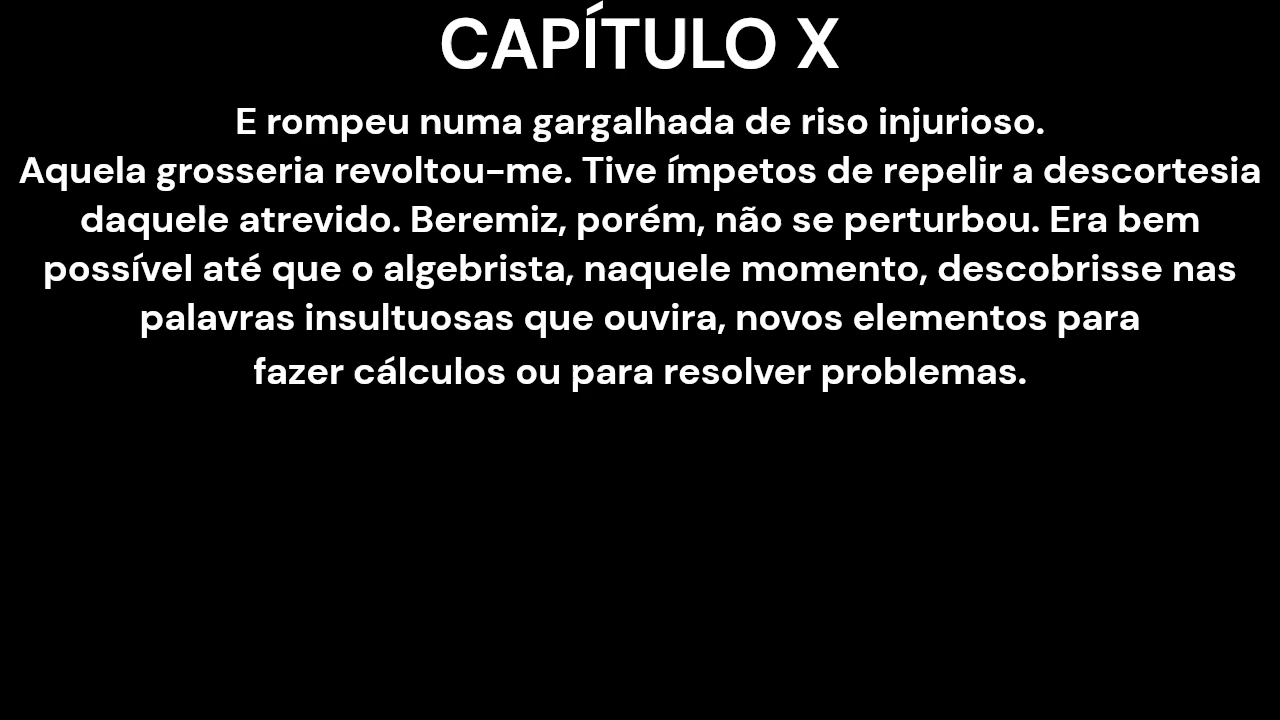 CAPÍTULO X
E rompeu numa gargalhada de riso injurioso.
Aquela grosseria revoltou-me. Tive ímpetos de repelir a descortesia
daquele atrevido. Beremiz, porém, não se perturbou. Era bem
possível até que o algebrista, naquele momento, descobrisse nas
palavras insultuosas que ouvira, novos elementos para
fazer cálculos ou para resolver problemas.